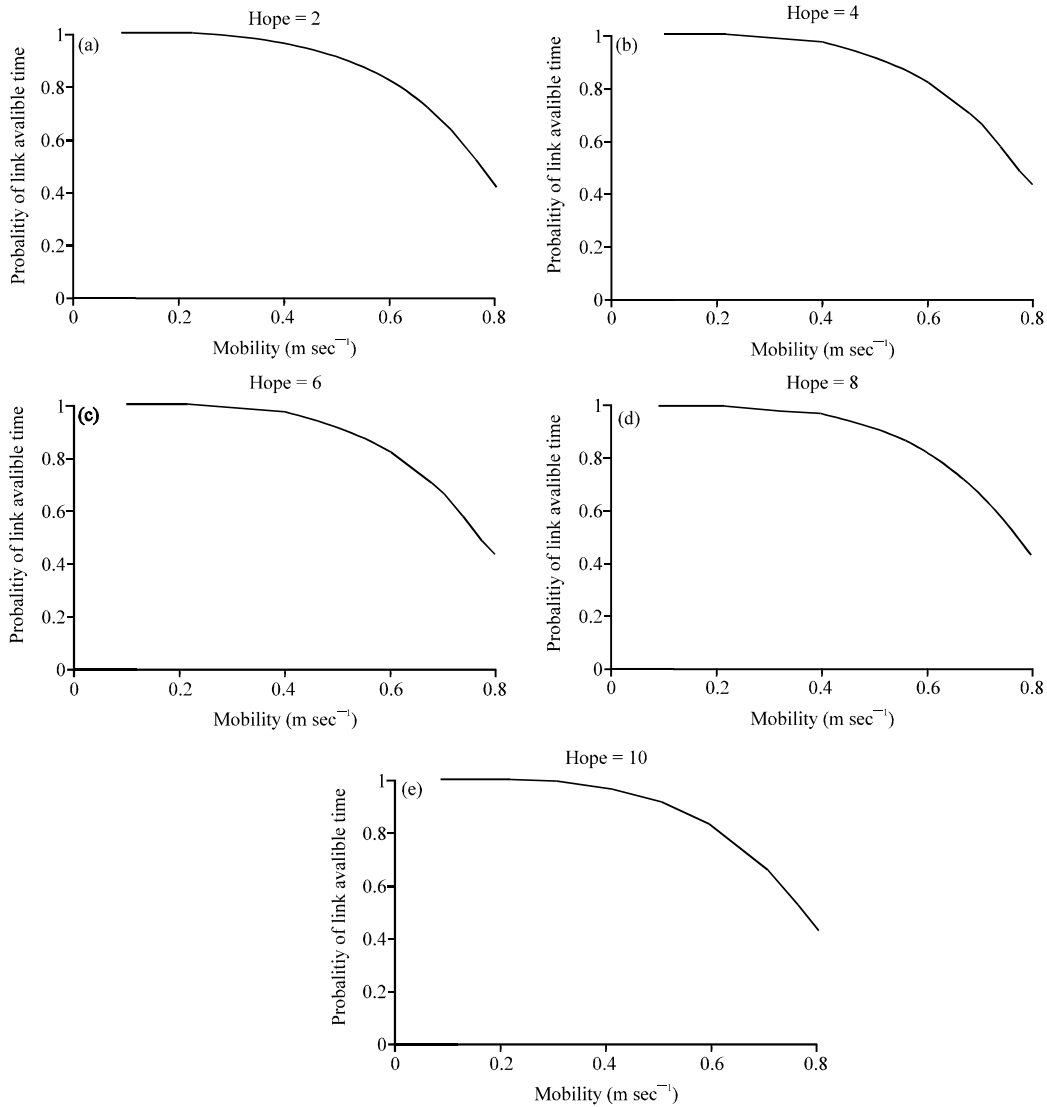 Hope = 2
(a)
Probalitiy of link avalible time
1
0.8
0.6
0.4
0.2
0
0 0.2 0.4 0.6 0.8
Mobility (m sec⁻¹)
Hope = 4
(b)
Probalitiy of link avalible time
1
0.8
0.6
0.4
0.2
0
0 0.2 0.4 0.6 0.8
Mobility (m sec⁻¹)
Hope = 6
(c)
Probalitiy of link avalible time
1
0.8
0.6
0.4
0.2
0
0 0.2 0.4 0.6 0.8
Mobility (m sec⁻¹)
Hope = 8
(d)
Probalitiy of link avalible time
1
0.8
0.6
0.4
0.2
0
0 0.2 0.4 0.6 0.8
Mobility (m sec⁻¹)
Hope = 10
(e)
Probalitiy of link avalible time
1
0.8
0.6
0.4
0.2
0
0 0.2 0.4 0.6 0.8
Mobility (m sec⁻¹)